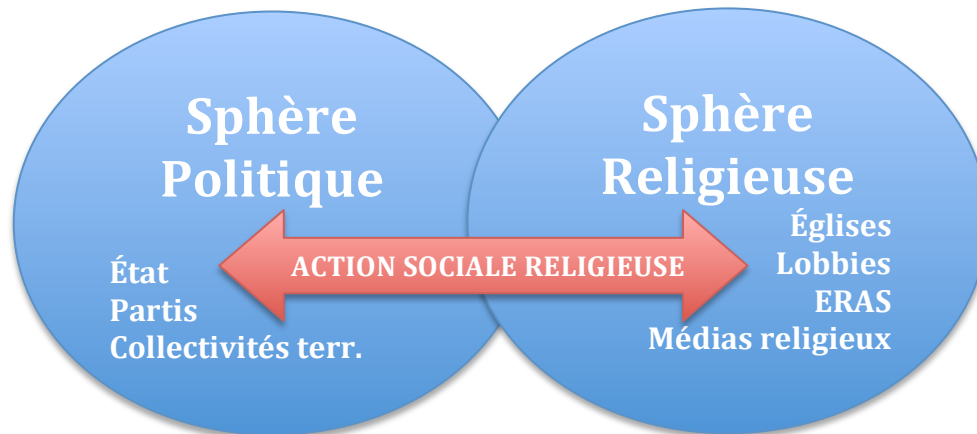 Sphère
Politique
État
Partis
Collectivités terr.
ACTION SOCIALE RELIGIEUSE
Sphère
Religieuse
Églises
Lobbies
ERAS
Médias religieux